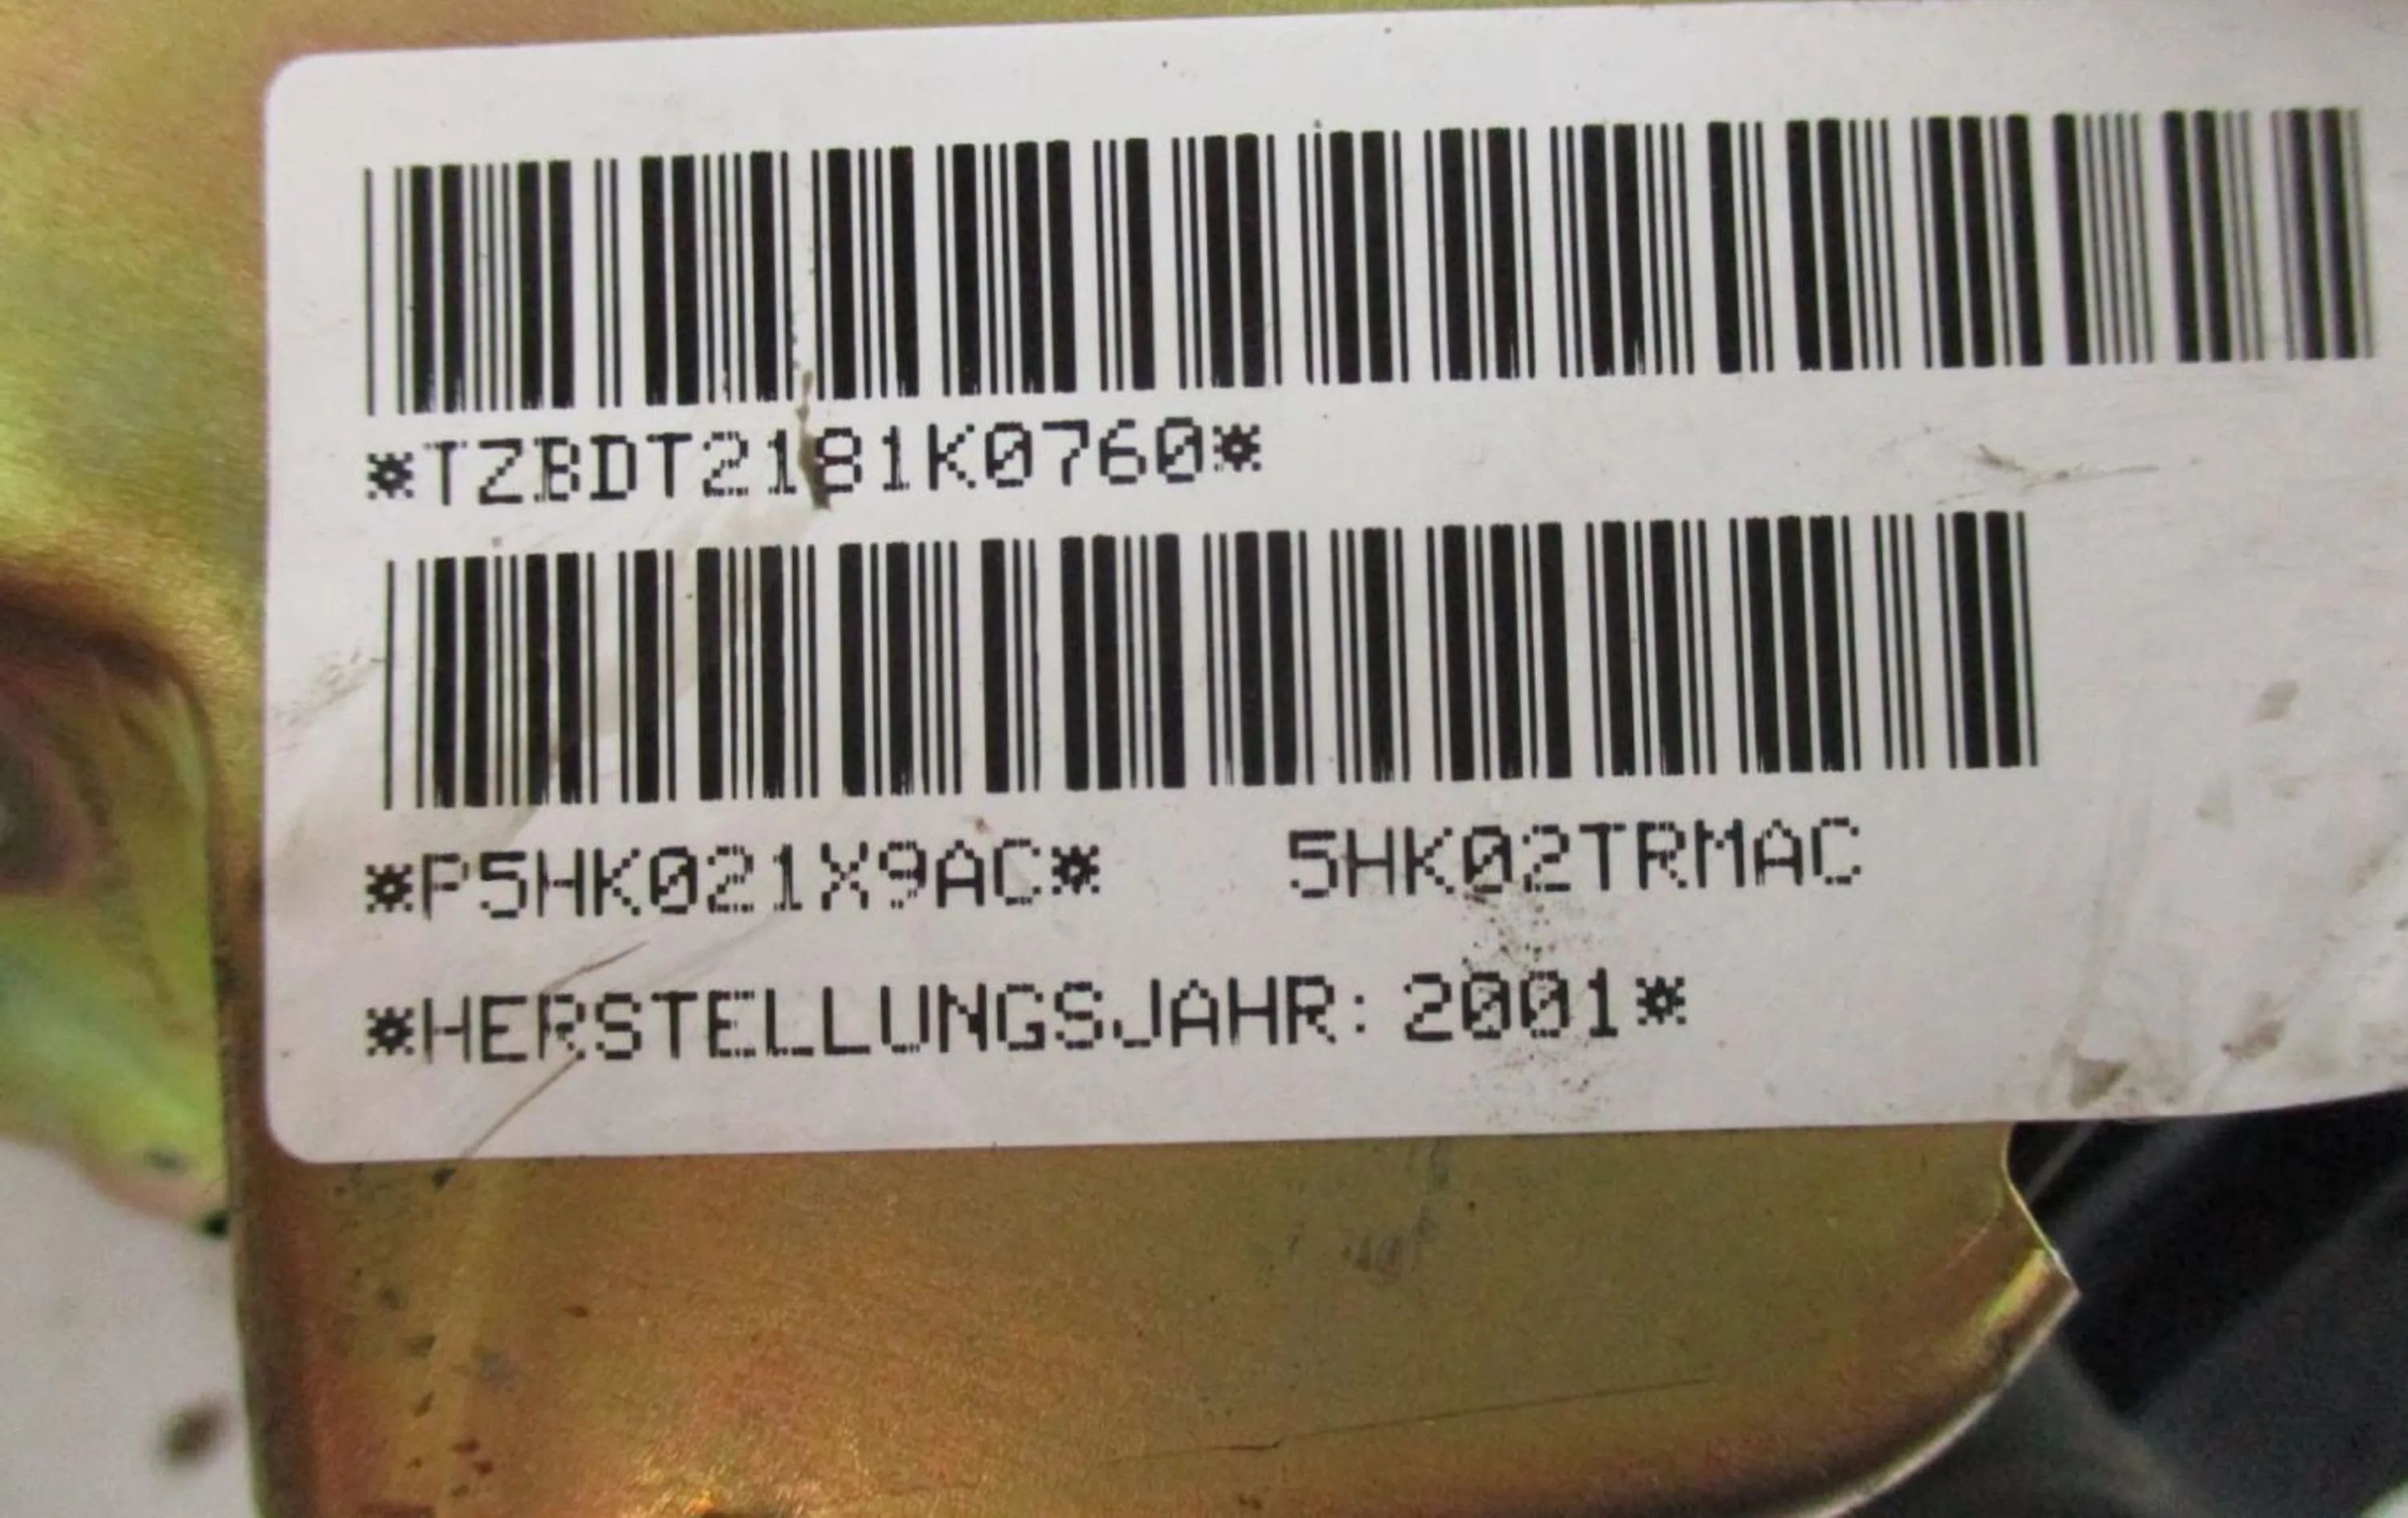 *TZBDT2181K0760*
*P5HK021X9AC* 5HK02TRMAC
*HERSTELLUNGSJAHR: 2001*